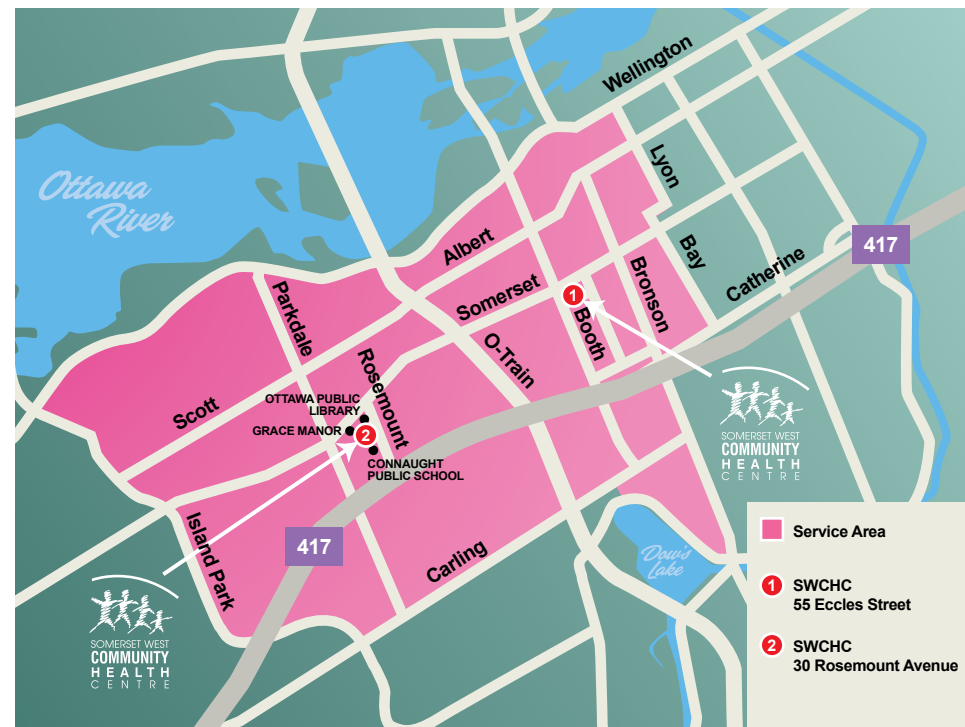 Wellington
Lyon
Ottawa
River
417
Albert
Bay
Parkdale
Somerset
Bronson
Catherine
Booth
O-Train
Rosemount
OTTAWA PUBLIC
LIBRARY
Scott
GRACE MANOR
1
2
CONNAUGHT
PUBLIC SCHOOL
SOMERSET WEST
COMMUNITY
HEALTH
CENTRE
Island Park
417
Carling
Dow's
Lake
SOMERSET WEST
COMMUNITY
HEALTH
CENTRE
Service Area
1
SWCHC
55 Eccles Street
2
SWCHC
30 Rosemount Avenue